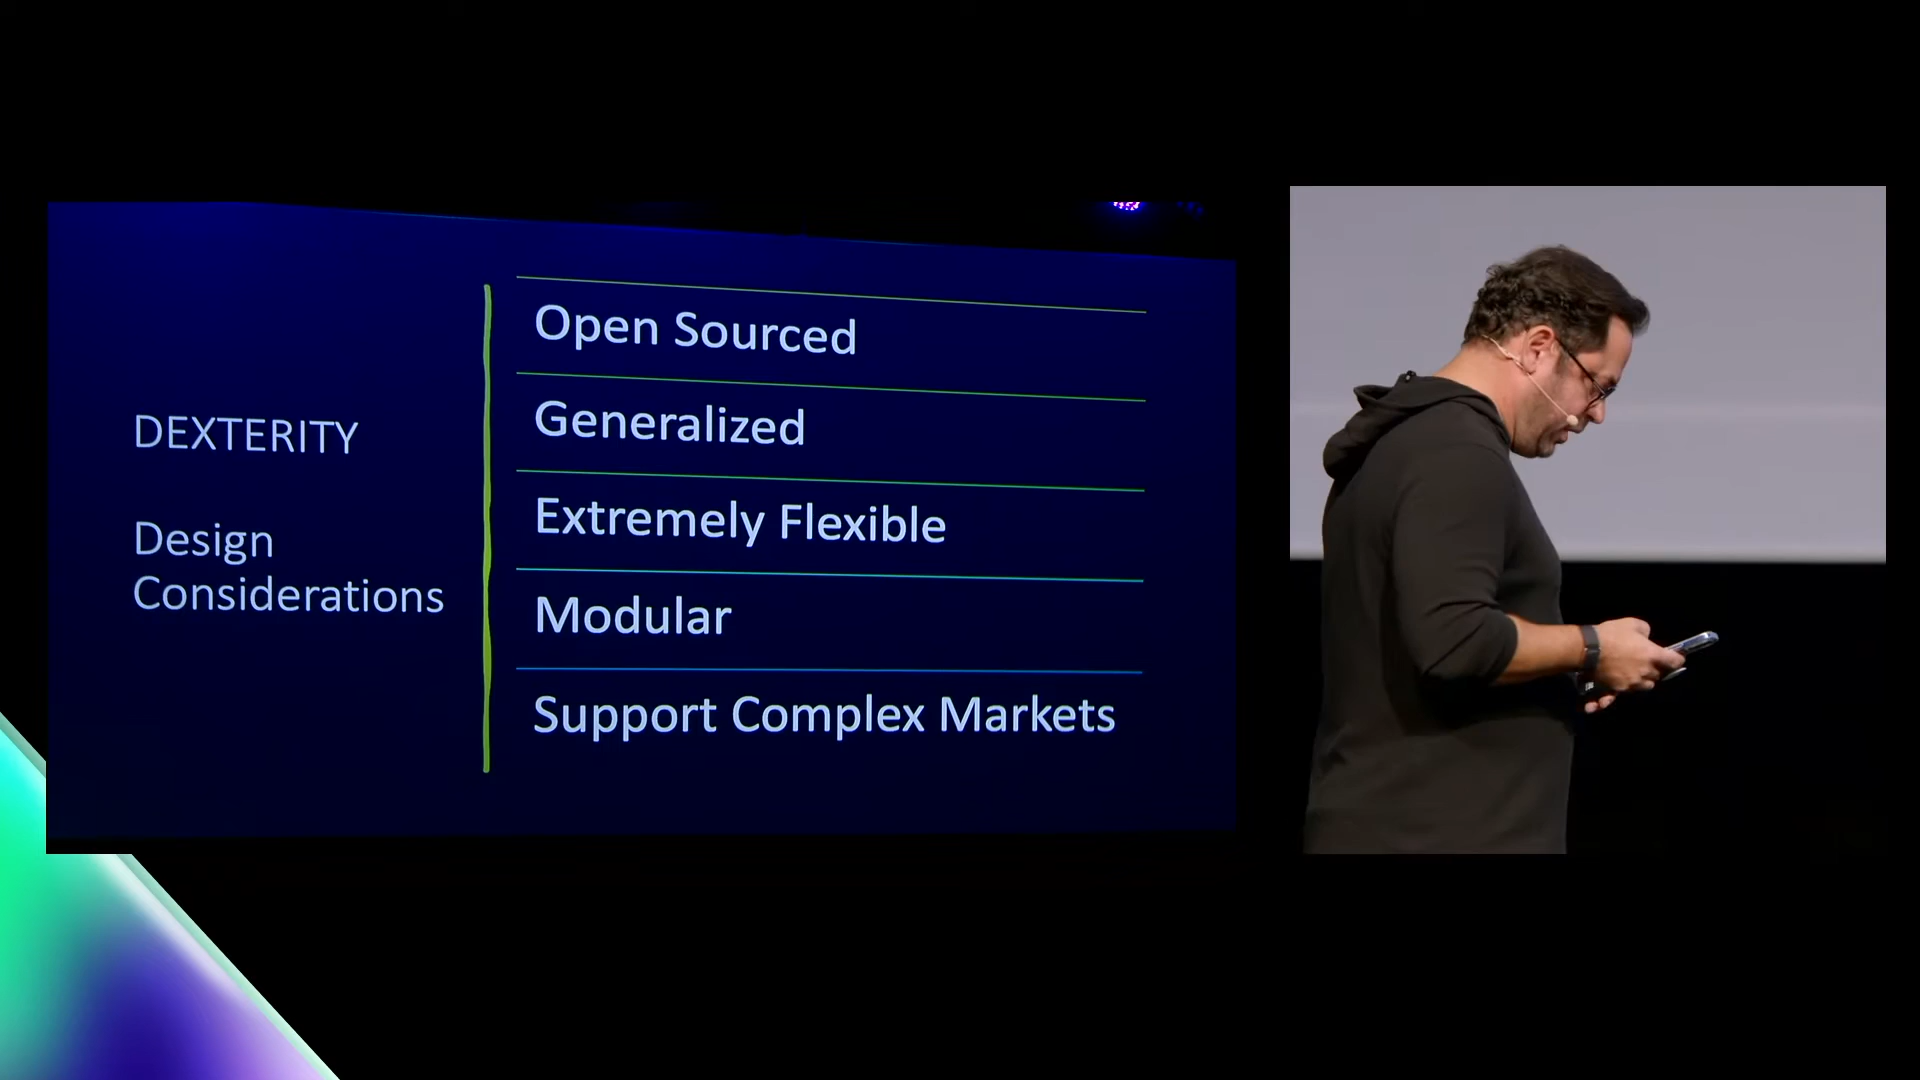 DEXTERITY
Design
Considerations
Open Sourced
Generalized
Extremely Flexible
Modular
Support Complex Markets